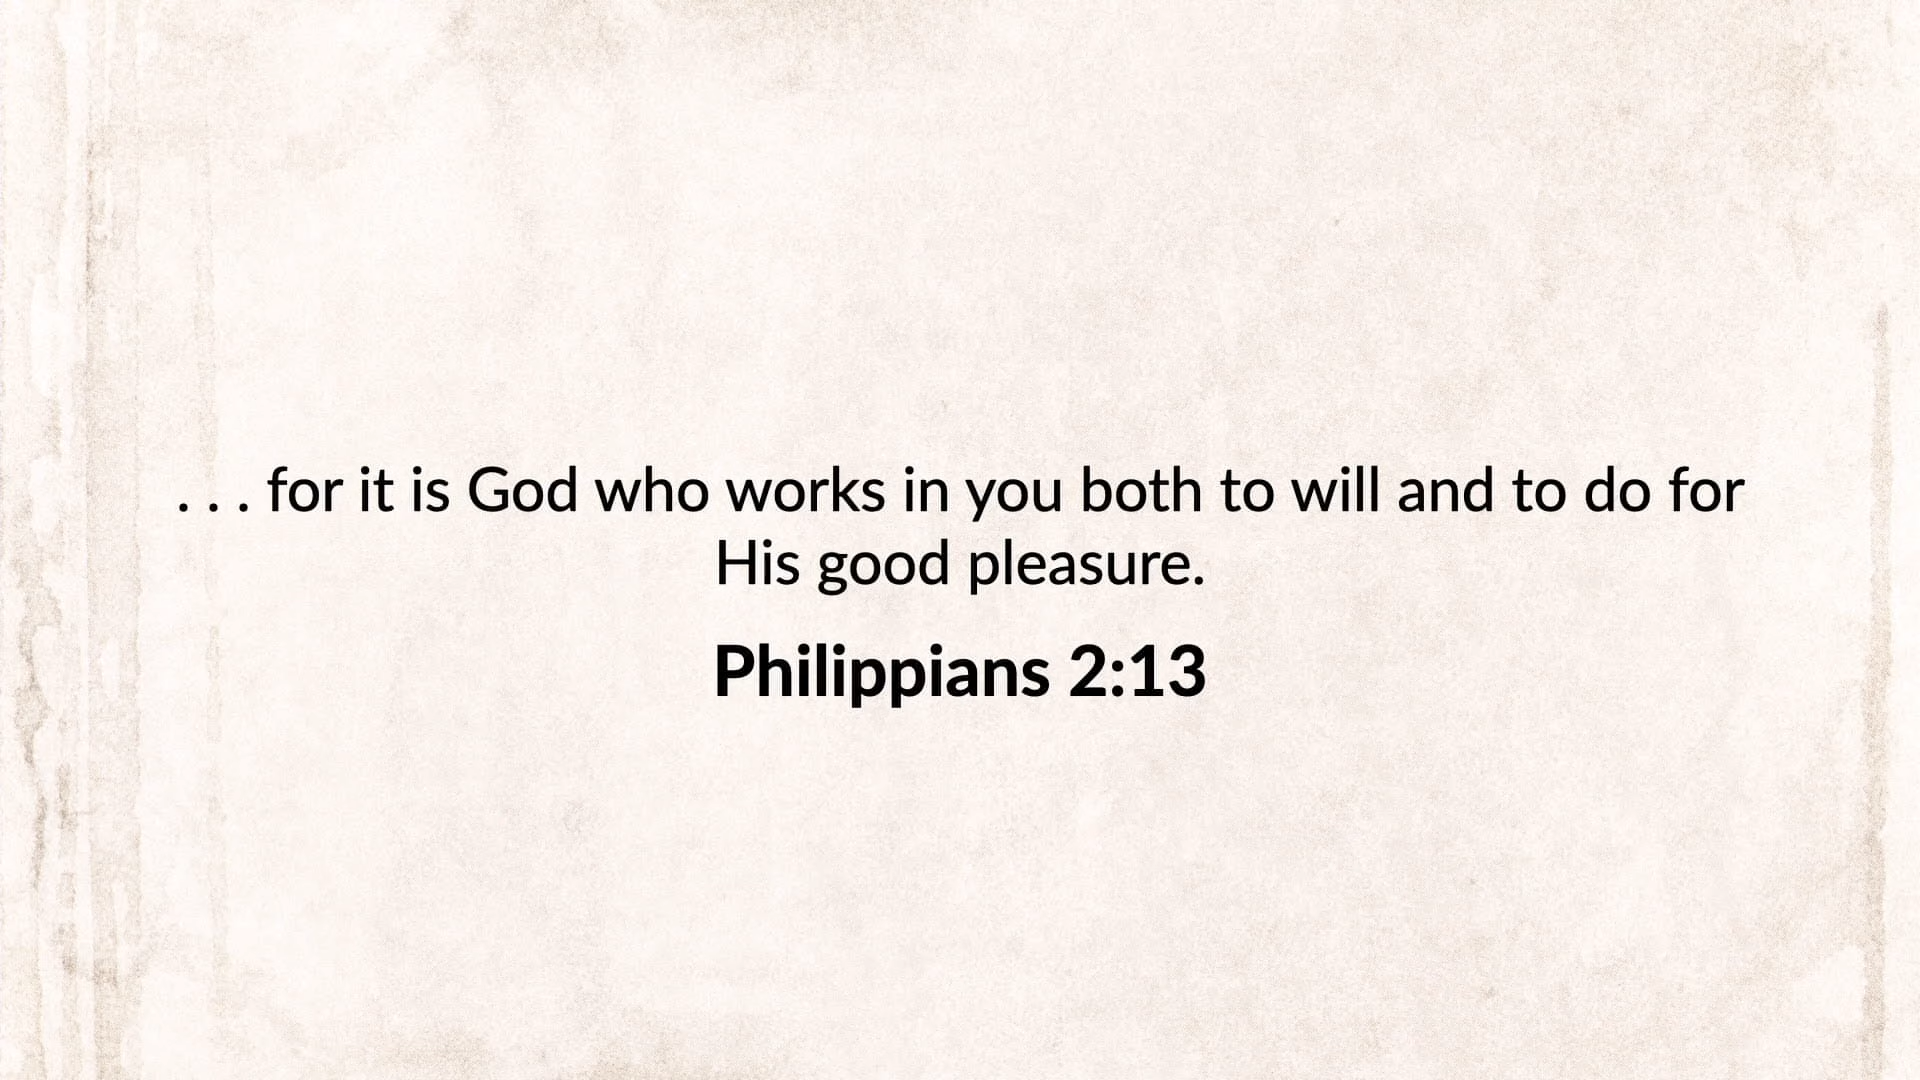 . . . for it is God who works in you both to will and to do for
His good pleasure.
Philippians 2:13